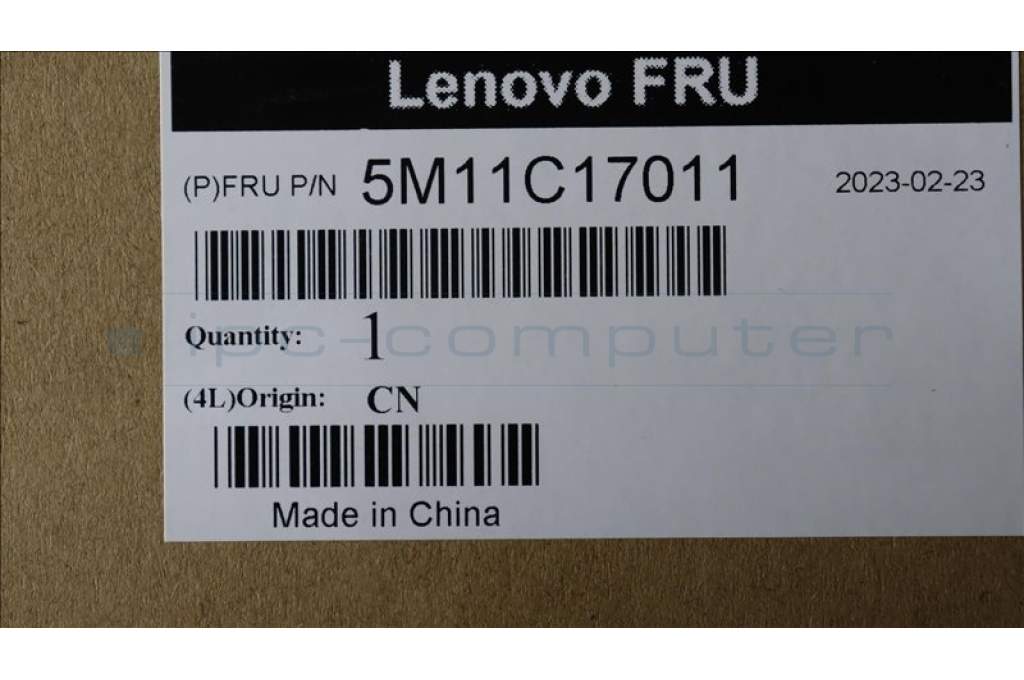 Lenovo FRU
(P)FRU P/N 5M11C17011 2023-02-23
Quantity: 1
ipc-computer
(4L)Origin: CN
Made in China